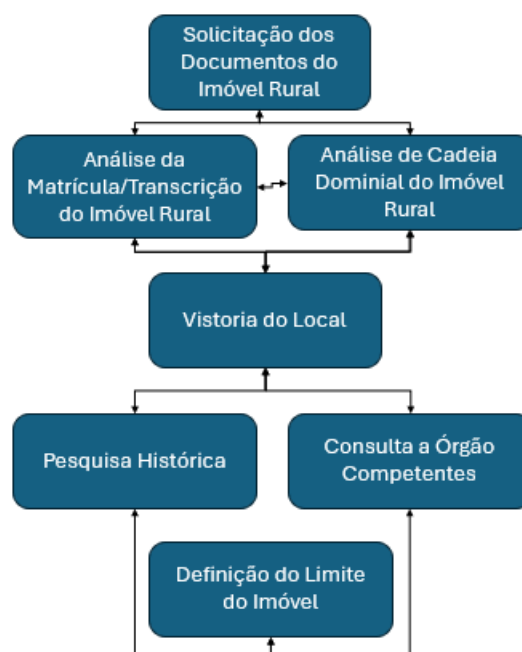 Solicitação dos
Documentos do
Imóvel Rural
Análise da
Matrícula/Transcrição
do Imóvel Rural
Análise de Cadeia
Dominial do Imóvel
Rural
Vistoria do Local
Pesquisa Histórica
Consulta a Órgão
Competentes
Definição do Limite
do Imóvel